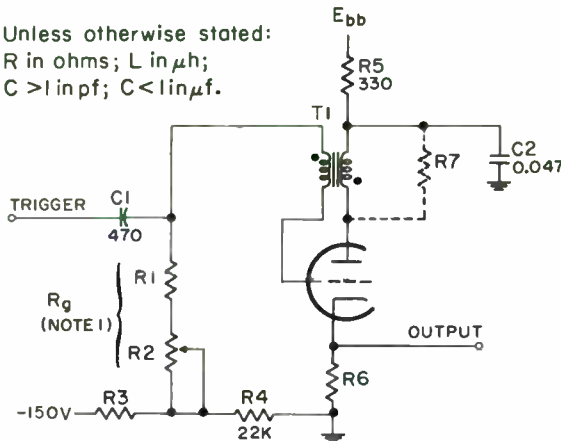 Unless otherwise stated:
R in ohms; L in μh;
C >1 in pf; C<1 in μf.
Ebb
R5
330
T1
R7
C2
0.047
TRIGGER
C1
470
R1
Rg
(NOTE 1)
R2
OUTPUT
R3
-150V
R4
22K
R6